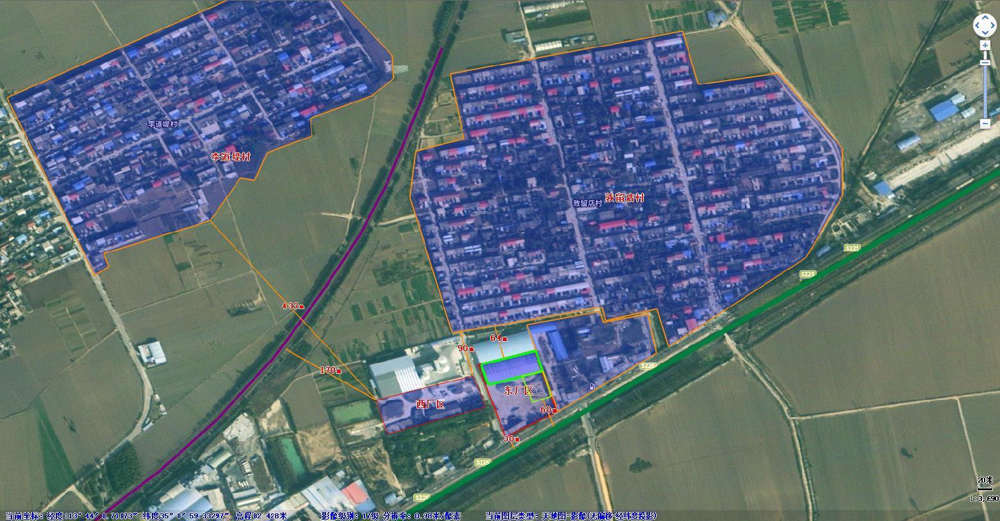 李道堤村
李道堤村
敦留店村
敦留店村
S225
S225
432m
64m
90m
170m
S225
东厂区
西厂区
60m
30m
S225
20米
S225
1:3,690
当前坐标: 经度113° 44′ 8.71173″ 纬度35° 8′ 59.33297″ 高程82.428米 影像级别: 17级 分辨率: 0.98米/像素 当前图层类型: 天地图-影像(无偏移-经纬度投影)